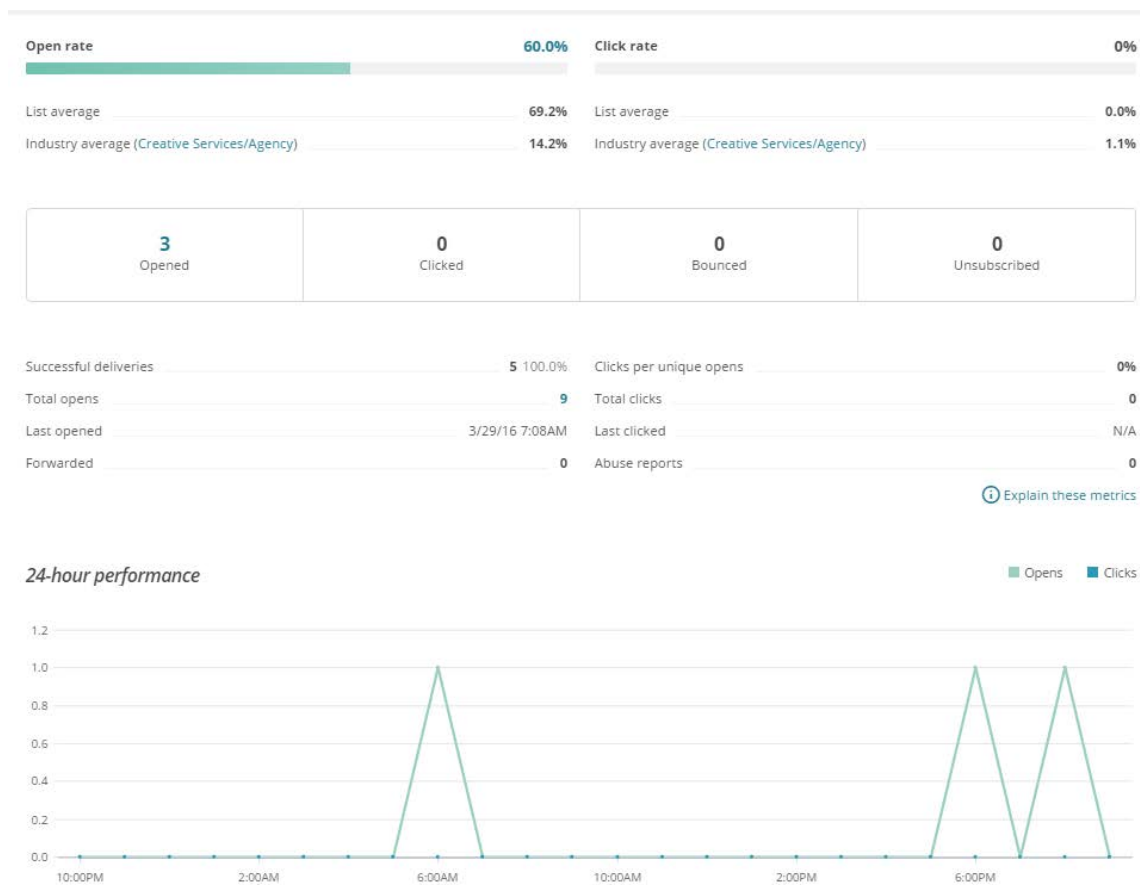 Open rate 60.0% Click rate 0%
List average 69.2% List average 0.0%
Industry average (Creative Services/Agency) 14.2% Industry average (Creative Services/Agency) 1.1%
3 0 0 0
Opened Clicked Bounced Unsubscribed
Successful deliveries 5 100.0% Clicks per unique opens 0%
Total opens 9 Total clicks 0
Last opened 3/29/16 7:08AM Last clicked N/A
Forwarded 0 Abuse reports 0
Explain these metrics
24-hour performance Opens Clicks
1.2
1.0
0.8
0.6
0.4
0.2
0.0
10:00PM 2:00AM 6:00AM 10:00AM 2:00PM 6:00PM